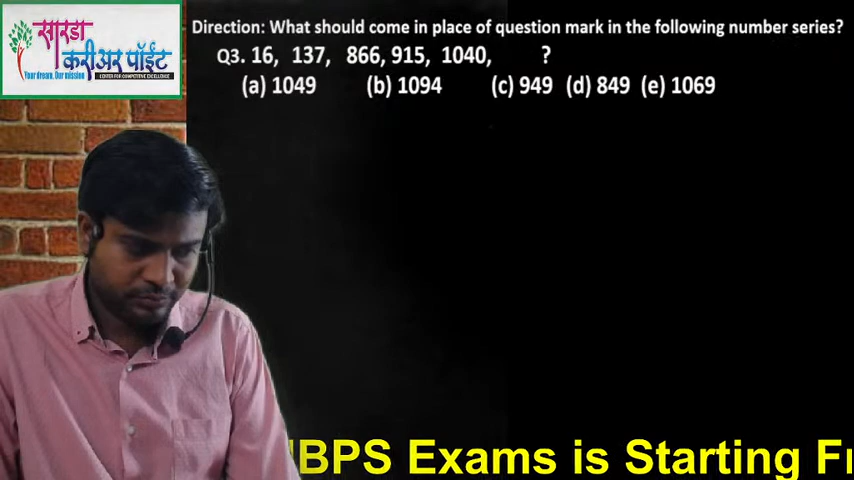 सारडा
करीअर पॉईंट
Your dream. Our mission
CENTER FOR COMPETITIVE EXCELLENCE
Direction: What should come in place of question mark in the following number series?
Q3. 16, 137, 866, 915, 1040, ?
(a) 1049 (b) 1094 (c) 949 (d) 849 (e) 1069
IBPS Exams is Starting Fr